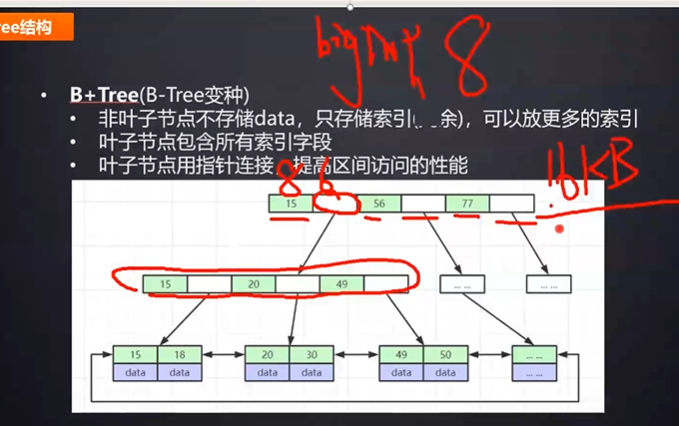 ree结构
bigint 8
B+Tree(B-Tree变种)
非叶子节点不存储data，只存储索引 余)，可以放更多的索引
叶子节点包含所有索引字段
叶子节点用指针连接，提高区间访问的性能
8 6 16KB
15 56 77
15 20 49 ... ... ... ...
15 18 20 30 49 50 ... ...
data data data data data data ... ...